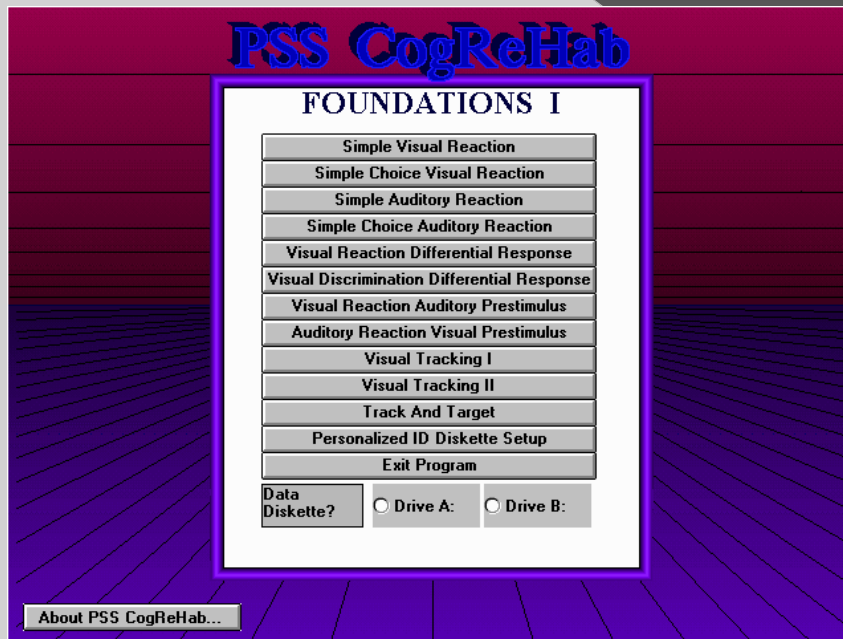 PSS CogReHab
FOUNDATIONS I
Simple Visual Reaction
Simple Choice Visual Reaction
Simple Auditory Reaction
Simple Choice Auditory Reaction
Visual Reaction Differential Response
Visual Discrimination Differential Response
Visual Reaction Auditory Prestimulus
Auditory Reaction Visual Prestimulus
Visual Tracking I
Visual Tracking II
Track And Target
Personalized ID Diskette Setup
Exit Program
Data
Diskette?
Drive A:
Drive B:
About PSS CogReHab...